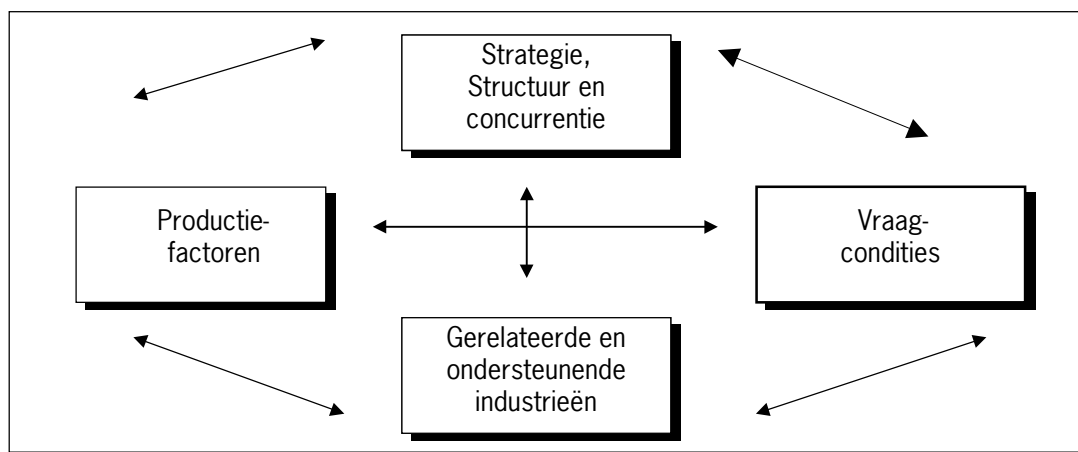 Strategie,
Structuur en
concurrentie
Productie-
factoren
Vraag-
condities
Gerelateerde en
ondersteunende
industrieën